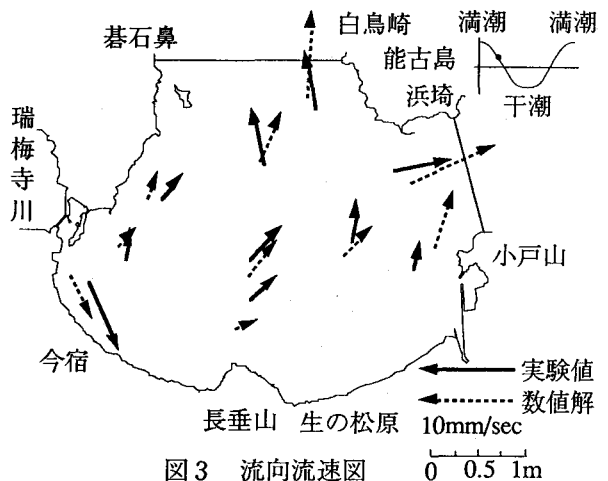 碁石鼻
白鳥崎
満潮 満潮
能古島
浜埼
干潮
瑞梅寺川
小戸山
今宿
長垂山
生の松原
実験値
数値解
10mm/sec
0 0.5 1m
図3 流向流速図